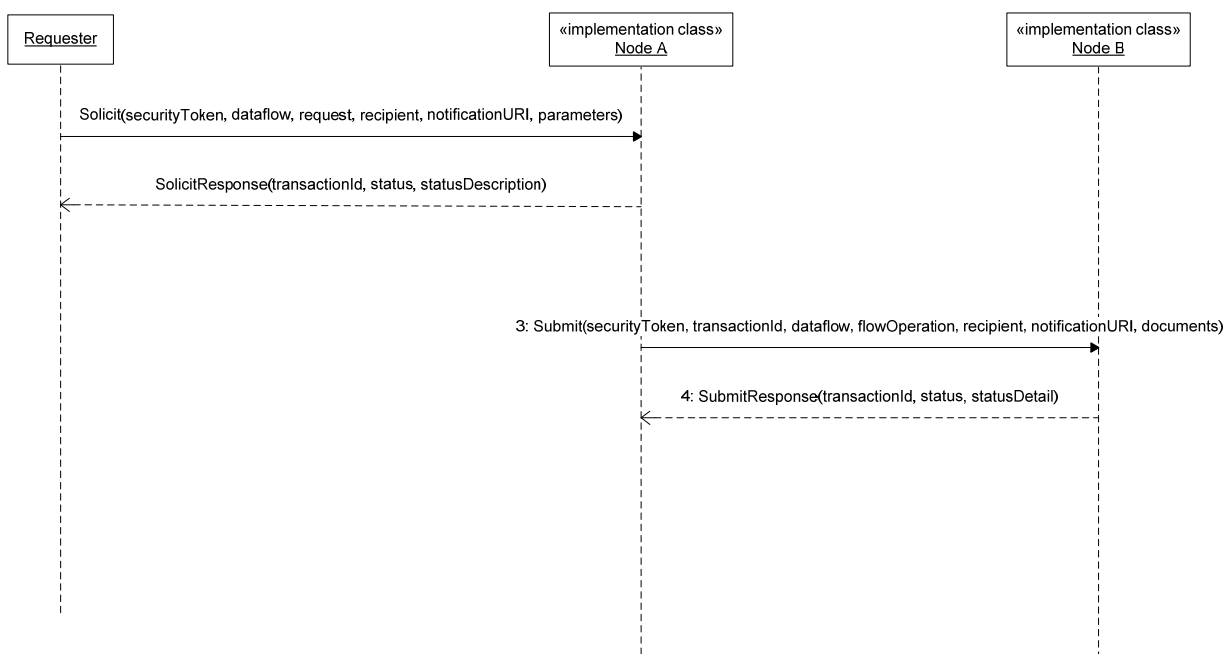 Requester
«implementation class»
Node A
«implementation class»
Node B
Solicit(securityToken, dataflow, request, recipient, notificationURI, parameters)
SolicitResponse(transactionId, status, statusDescription)
3: Submit(securityToken, transactionId, dataflow, flowOperation, recipient, notificationURI, documents)
4: SubmitResponse(transactionId, status, statusDetail)